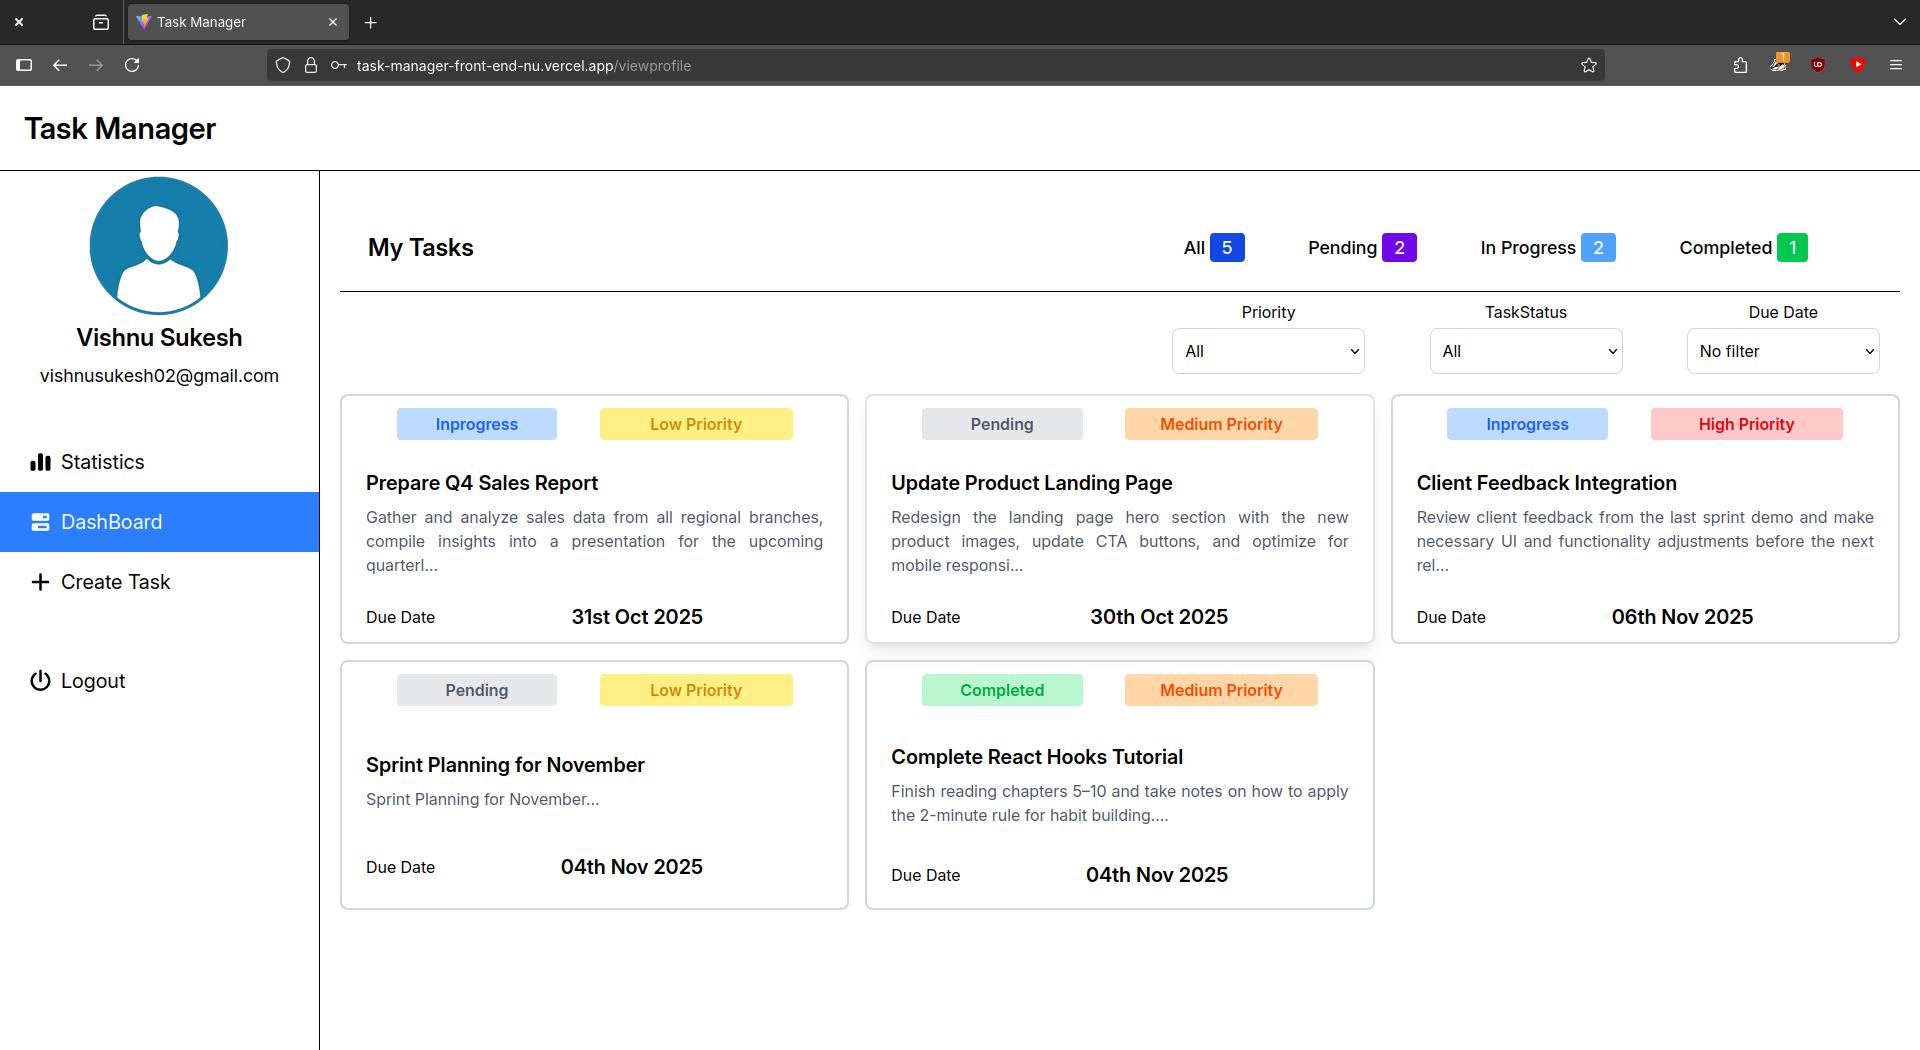 Task Manager
task-manager-front-end-nu.vercel.app/viewprofile
1
UO
Task Manager
Vishnu Sukesh
vishnusukesh02@gmail.com
Statistics
DashBoard
Create Task
Logout
My Tasks
All 5
Pending 2
In Progress 2
Completed 1
Priority
TaskStatus
Due Date
All
All
No filter
Inprogress
Low Priority
Prepare Q4 Sales Report
Gather and analyze sales data from all regional branches,
compile insights into a presentation for the upcoming
quarterl...
Due Date
31st Oct 2025
Pending
Medium Priority
Update Product Landing Page
Redesign the landing page hero section with the new
product images, update CTA buttons, and optimize for
mobile responsi...
Due Date
30th Oct 2025
Inprogress
High Priority
Client Feedback Integration
Review client feedback from the last sprint demo and make
necessary UI and functionality adjustments before the next
rel...
Due Date
06th Nov 2025
Pending
Low Priority
Sprint Planning for November
Sprint Planning for November...
Due Date
04th Nov 2025
Completed
Medium Priority
Complete React Hooks Tutorial
Finish reading chapters 5–10 and take notes on how to apply
the 2-minute rule for habit building....
Due Date
04th Nov 2025